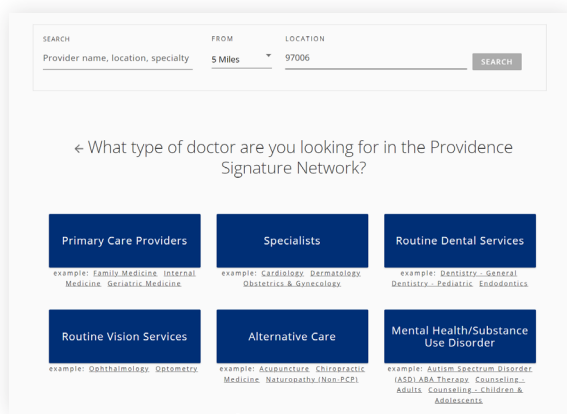 SEARCH
FROM
LOCATION
Provider name, location, specialty
5 Miles
97006
SEARCH
← What type of doctor are you looking for in the Providence
Signature Network?
Primary Care Providers
example: Family Medicine Internal
Medicine Geriatric Medicine
Specialists
example: Cardiology Dermatology
Obstetrics & Gynecology
Routine Dental Services
example: Dentistry - General
Dentistry - Pediatric Endodontics
Routine Vision Services
example: Ophthalmology Optometry
Alternative Care
example: Acupuncture Chiropractic
Medicine Naturopathy (Non-PCP)
Mental Health/Substance
Use Disorder
example: Autism Spectrum Disorder
(ASD) ABA Therapy Counseling -
Adults Counseling - Children &
Adolescents